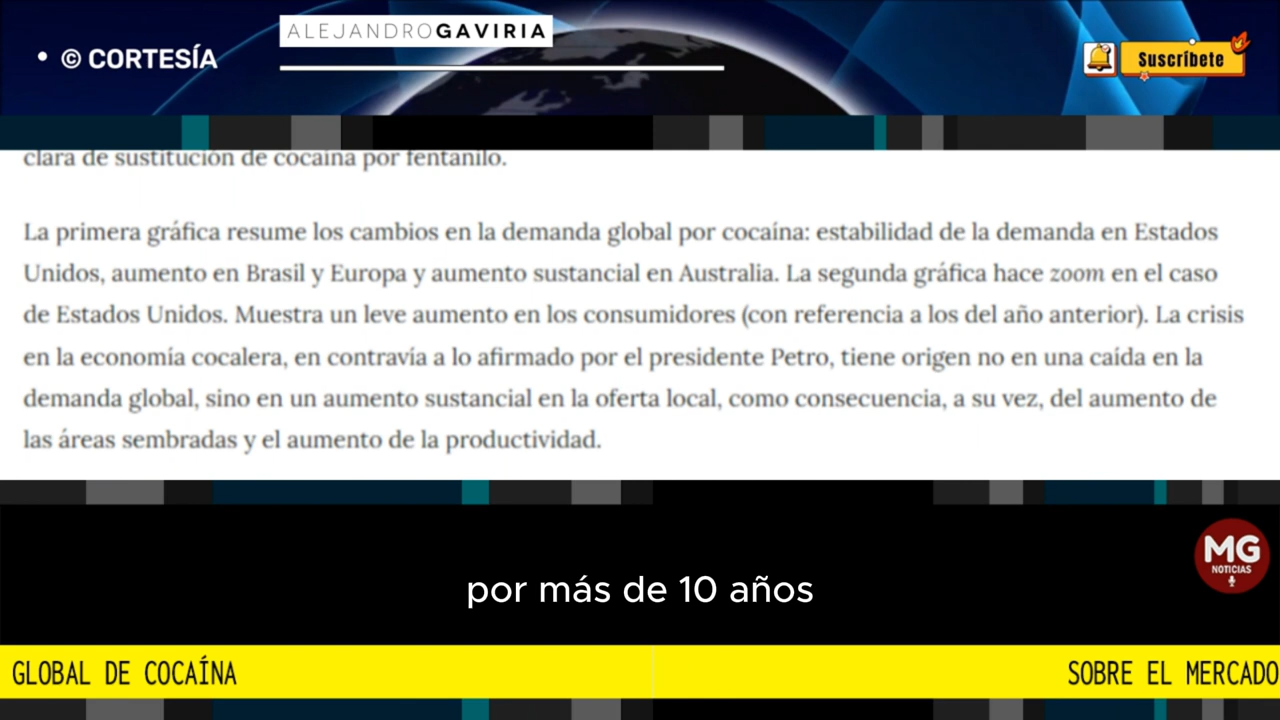 • © CORTESÍA
ALEJANDROGAVIRIA
Suscríbete
clara de sustitución de cocaína por fentanilo.
La primera gráfica resume los cambios en la demanda global por cocaína: estabilidad de la demanda en Estados
Unidos, aumento en Brasil y Europa y aumento sustancial en Australia. La segunda gráfica hace zoom en el caso
de Estados Unidos. Muestra un leve aumento en los consumidores (con referencia a los del año anterior). La crisis
en la economía cocalera, en contravía a lo afirmado por el presidente Petro, tiene origen no en una caída en la
demanda global, sino en un aumento sustancial en la oferta local, como consecuencia, a su vez, del aumento de
las áreas sembradas y el aumento de la productividad.
MG
NOTICIAS
por más de 10 años
GLOBAL DE COCAÍNA
SOBRE EL MERCADO